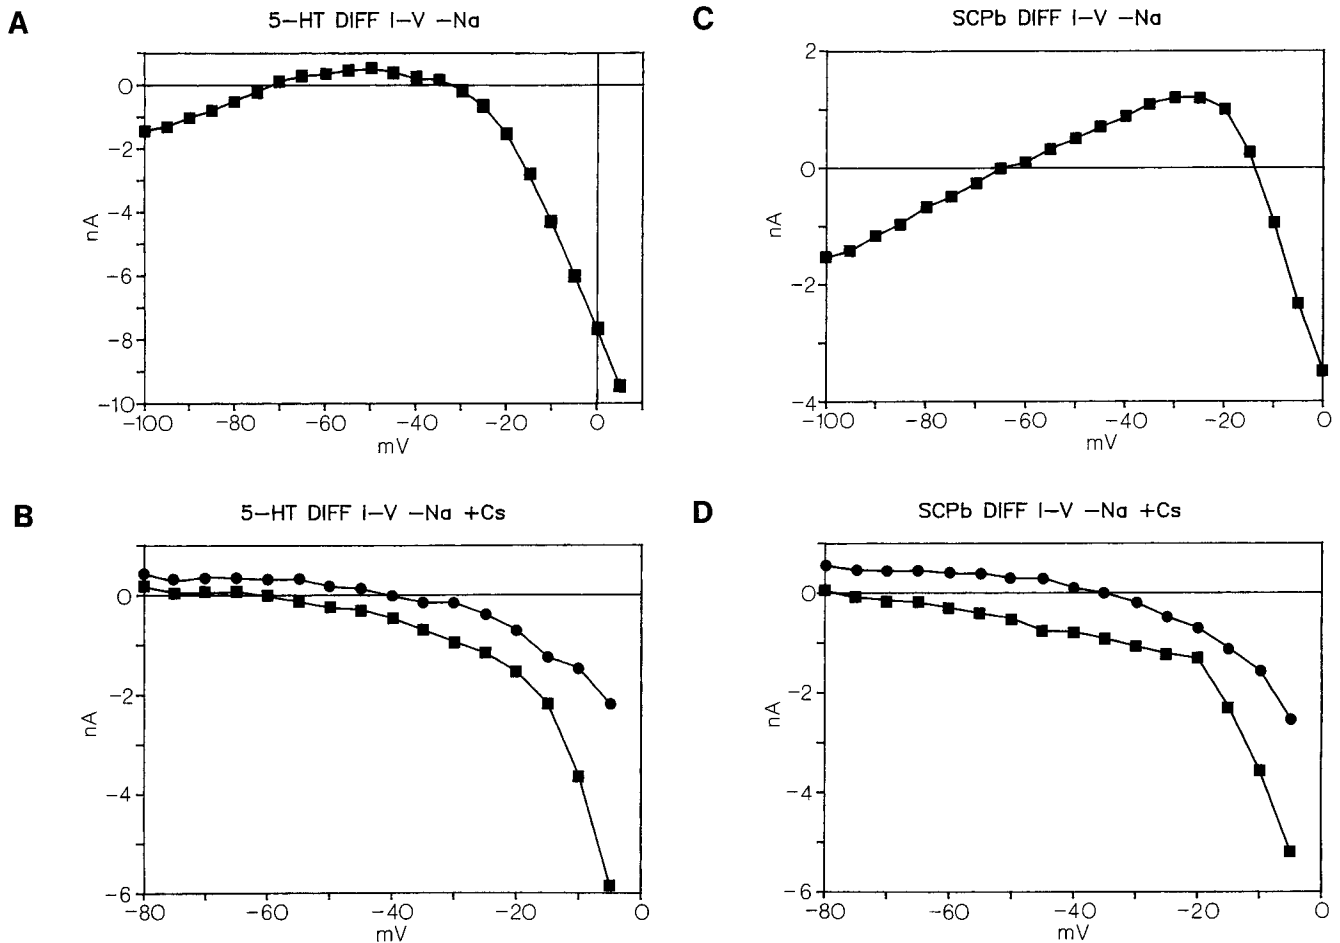 A
5-HT DIFF I-V -Na
0
-2
-4
-6
-8
-10
nA
-100 -80 -60 -40 -20 0
mV
C
SCPb DIFF I-V -Na
2
0
-2
-4
nA
-100 -80 -60 -40 -20 0
mV
B
5-HT DIFF I-V -Na +Cs
0
-2
-4
-6
nA
-80 -60 -40 -20 0
mV
D
SCPb DIFF I-V -Na +Cs
0
-2
-4
-6
nA
-80 -60 -40 -20 0
mV